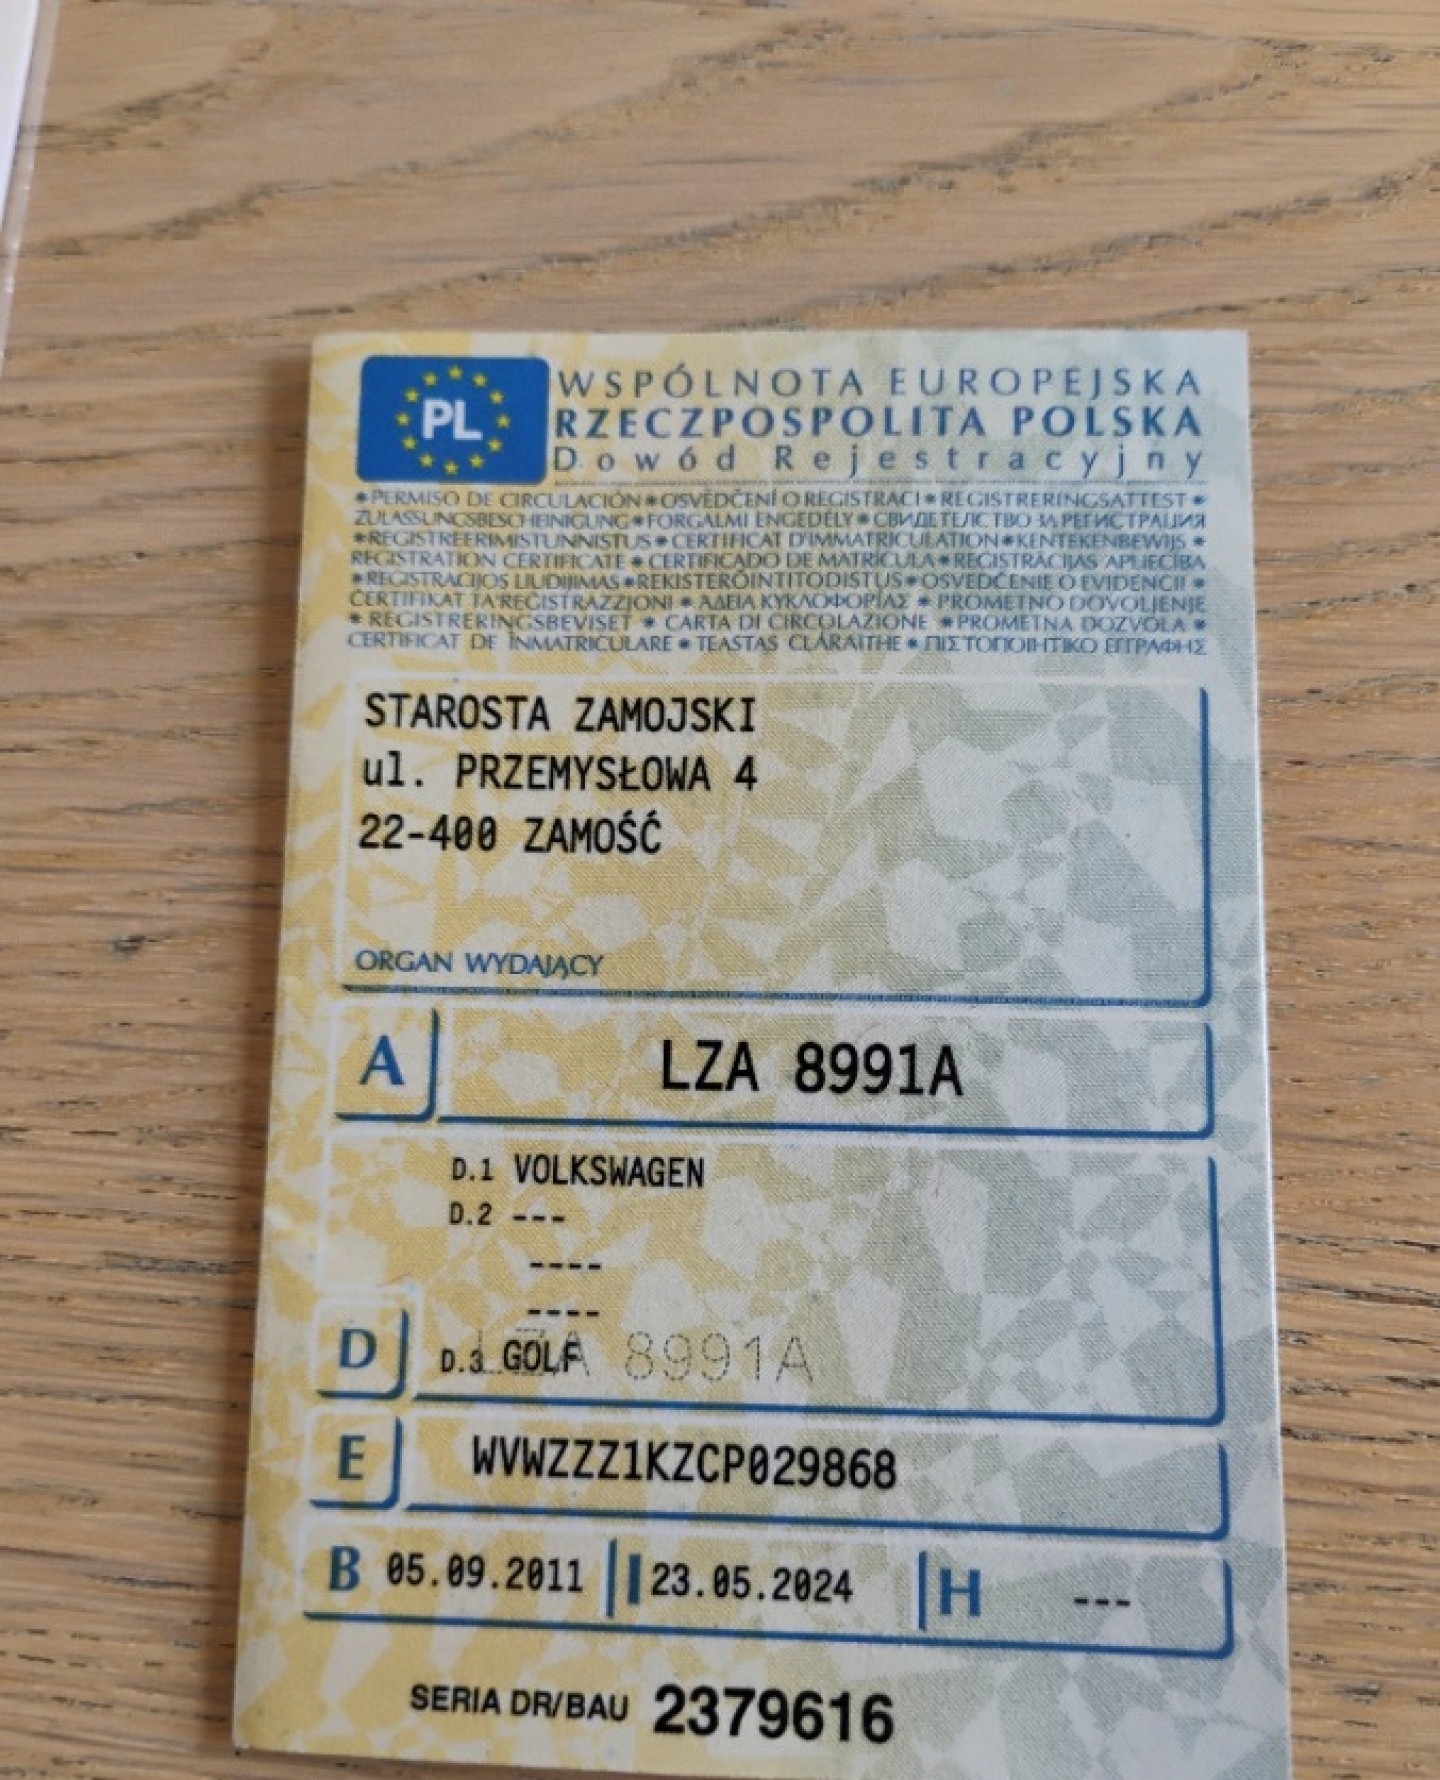 PL
WSPÓLNOTA EUROPEJSKA
RZECZPOSPOLITA POLSKA
Dowód Rejestracyjny
*PERMISO DE CIRCULACIÓN*OSVĚDČENÍ O REGISTRACI*REGISTRERINGSATTEST*
ZULASSUNGSBESCHEINIGUNG*FORGALMI ENGEDÉLY*СВИДЕТЕЛСТВО ЗА РЕГИСТРАЦИЯ
*REGISTREERIMISTUNNISTUS*CERTIFICAT D'IMMATRICULATION*KENTEKENBEWIJS*
REGISTRATION CERTIFICATE*CERTIFICADO DE MATRÍCULA*REGISTRĀCIJAS APLIECĪBA
*REGISTRACIJOS LIUDIJIMAS*REKISTERÖINTITODISTUS*OSVEDČENIE O EVIDENCII*
ĊERTIFIKAT TA'REĠISTRAZZJONI*ΑΔΕΙΑ ΚΥΚΛΟΦΟΡΙΑΣ*PROMETNO DOVOLJENJE
*REGISTRERINGSBEVISET*CARTA DI CIRCOLAZIONE*PROMETNA DOZVOLA*
CERTIFICAT DE ÎNMATRICULARE*TEASTAS CLÁRAITHE*ΠΙΣΤΟΠΟΙΗΤΙΚΟ ΕΓΓΡΑΦΗΣ
STAROSTA ZAMOJSKI
ul. PRZEMYSŁOWA 4
22-400 ZAMOŚĆ
ORGAN WYDAJĄCY
A LZA 8991A
D.1 VOLKSWAGEN
D.2 ---
----
----
D D.3 GOLF
LZA 8991A
E WVWZZZ1KZCP029868
B 05.09.2011 I 23.05.2024 H ---
SERIA DR/BAU 2379616